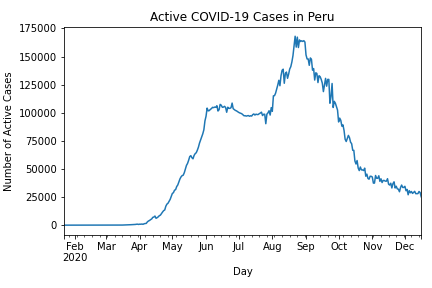 Active COVID-19 Cases in Peru
Number of Active Cases
175000
150000
125000
100000
75000
50000
25000
0
Feb Mar Apr May Jun Jul Aug Sep Oct Nov Dec
2020
Day